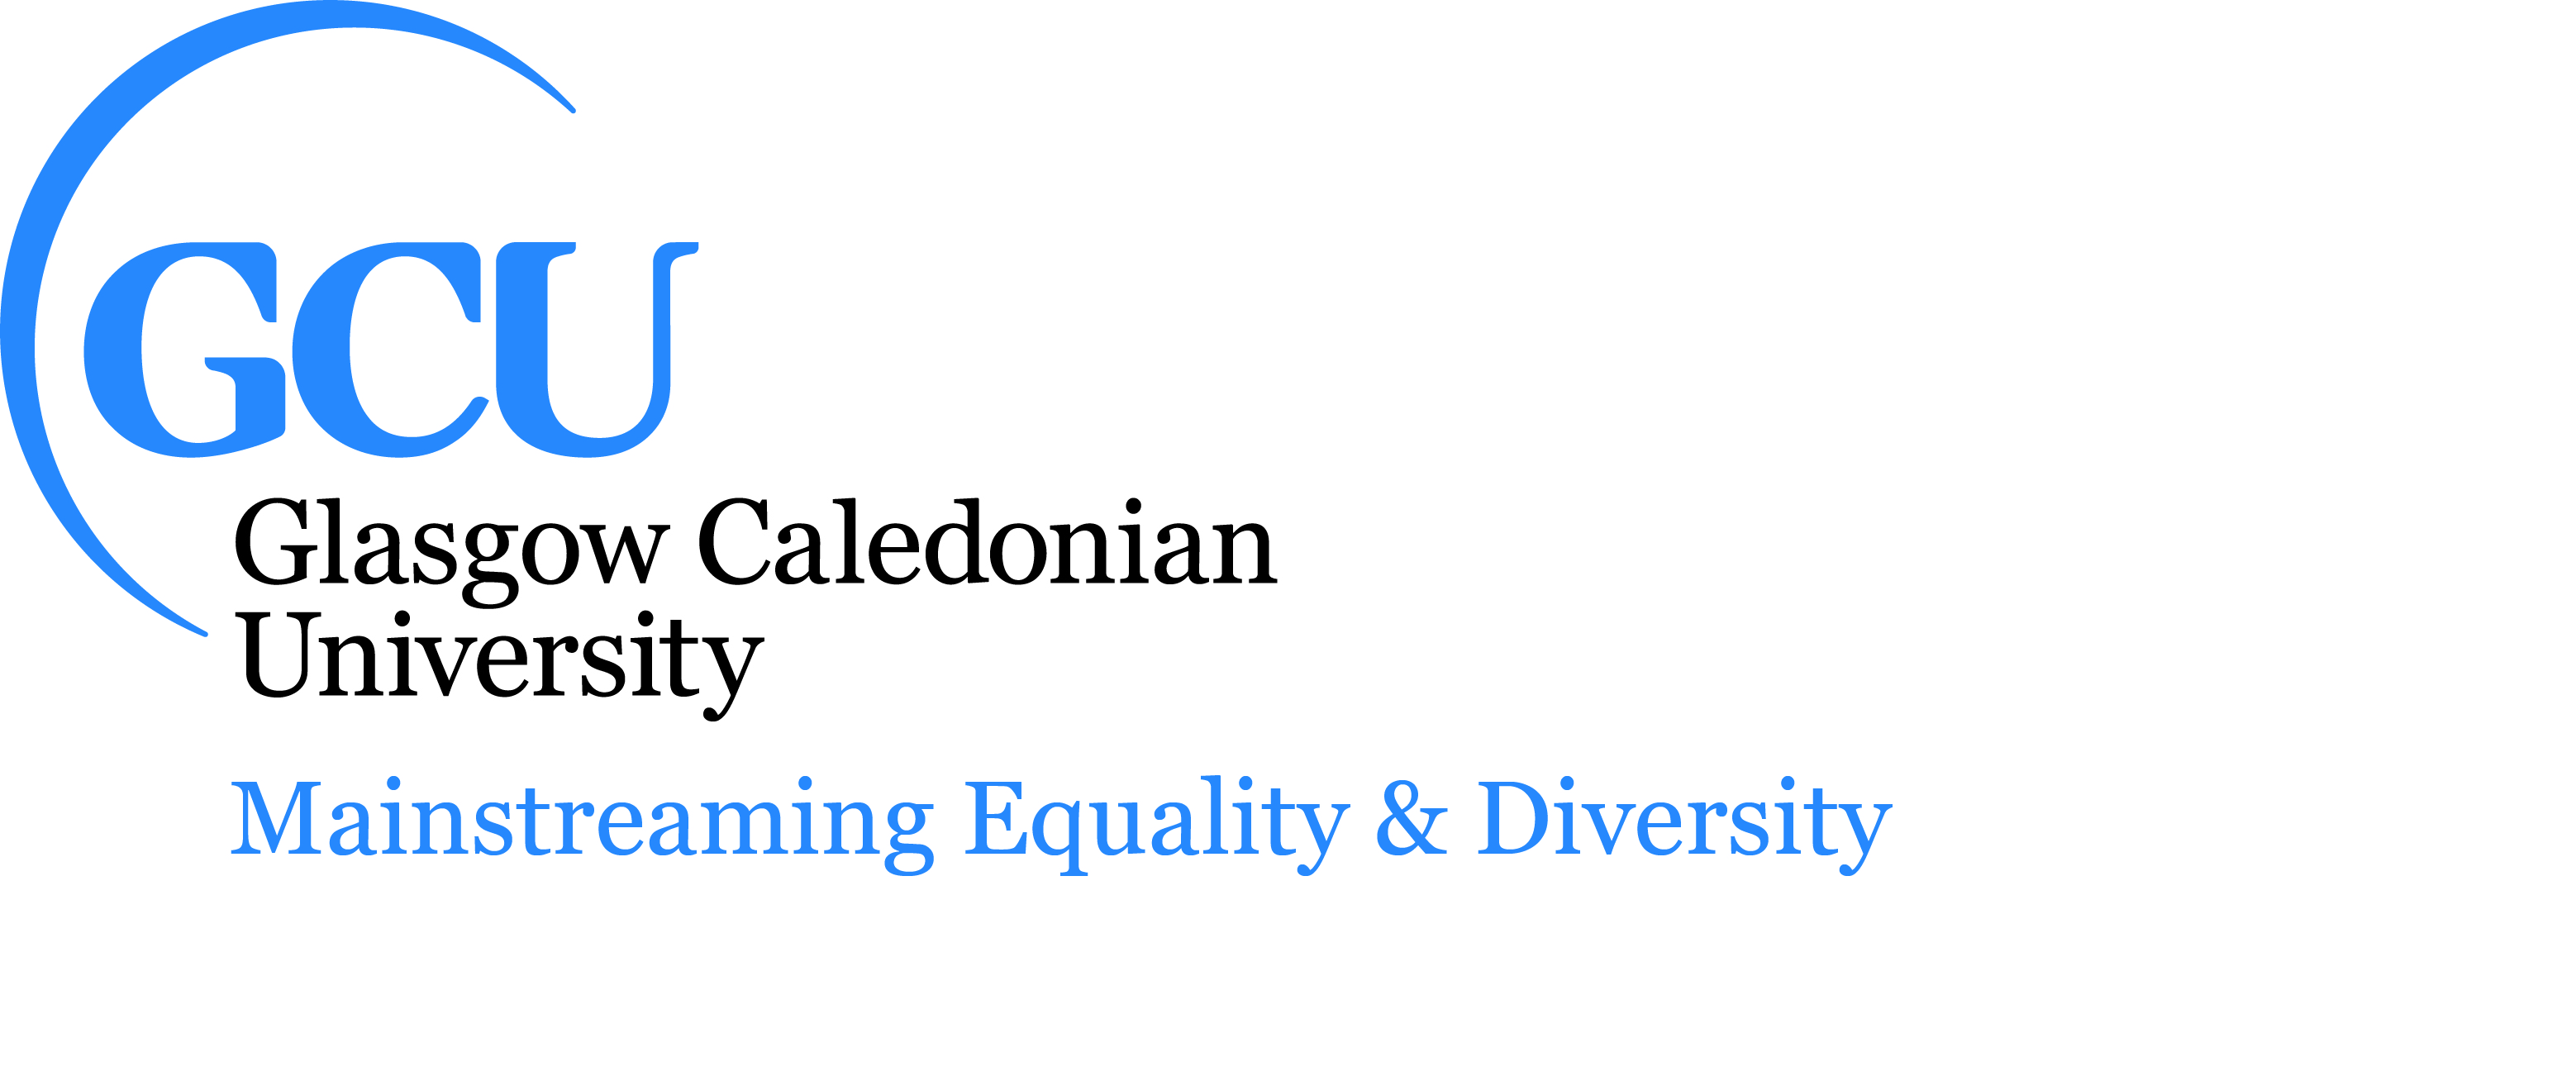 GCU
Glasgow Caledonian
University
Mainstreaming Equality & Diversity